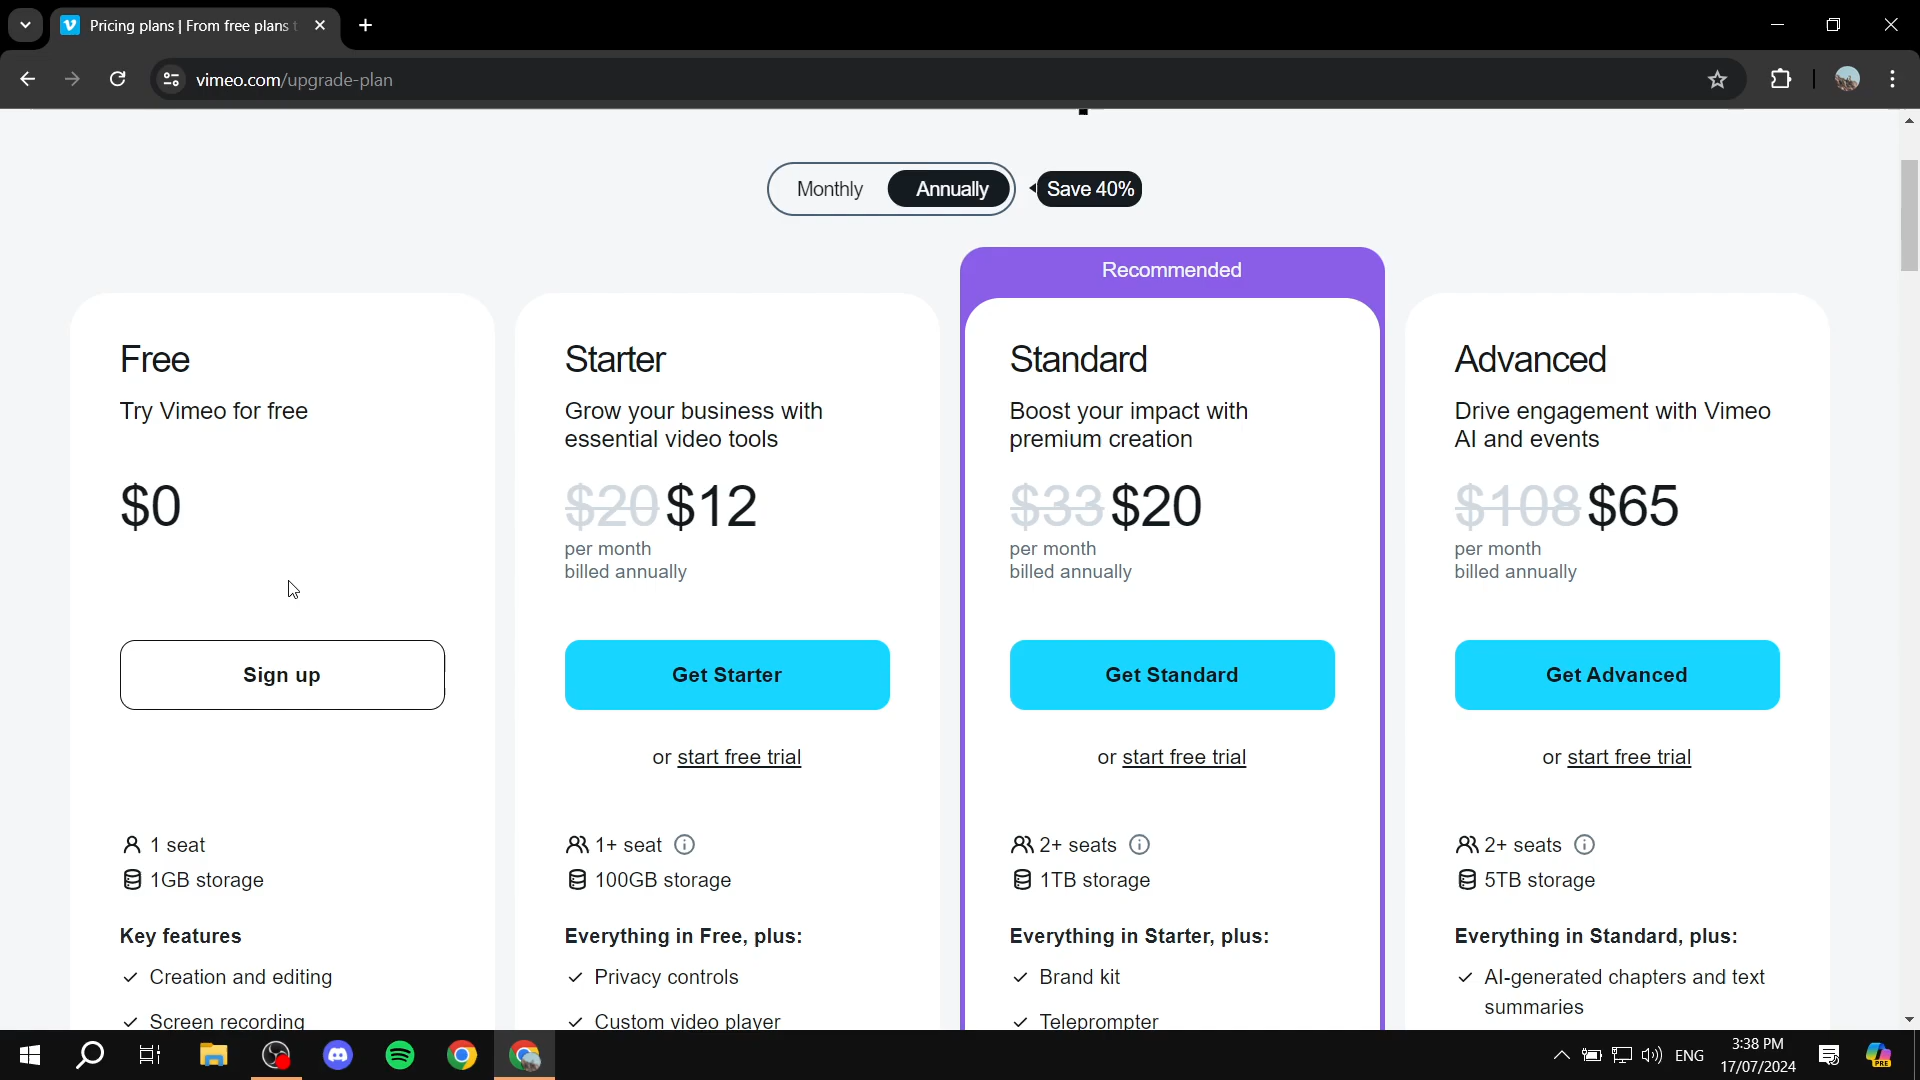 Pricing plans | From free plans t
vimeo.com/upgrade-plan
Monthly
Annually
Save 40%
Recommended
Free
Try Vimeo for free
$0
Sign up
1 seat
1GB storage
Key features
Creation and editing
Screen recording
Starter
Grow your business with
essential video tools
$20 $12
per month
billed annually
Get Starter
or start free trial
1+ seat
100GB storage
Everything in Free, plus:
Privacy controls
Custom video player
Standard
Boost your impact with
premium creation
$33 $20
per month
billed annually
Get Standard
or start free trial
2+ seats
1TB storage
Everything in Starter, plus:
Brand kit
Teleprompter
Advanced
Drive engagement with Vimeo
AI and events
$108 $65
per month
billed annually
Get Advanced
or start free trial
2+ seats
5TB storage
Everything in Standard, plus:
AI-generated chapters and text
summaries
ENG
3:38 PM
17/07/2024
PRE